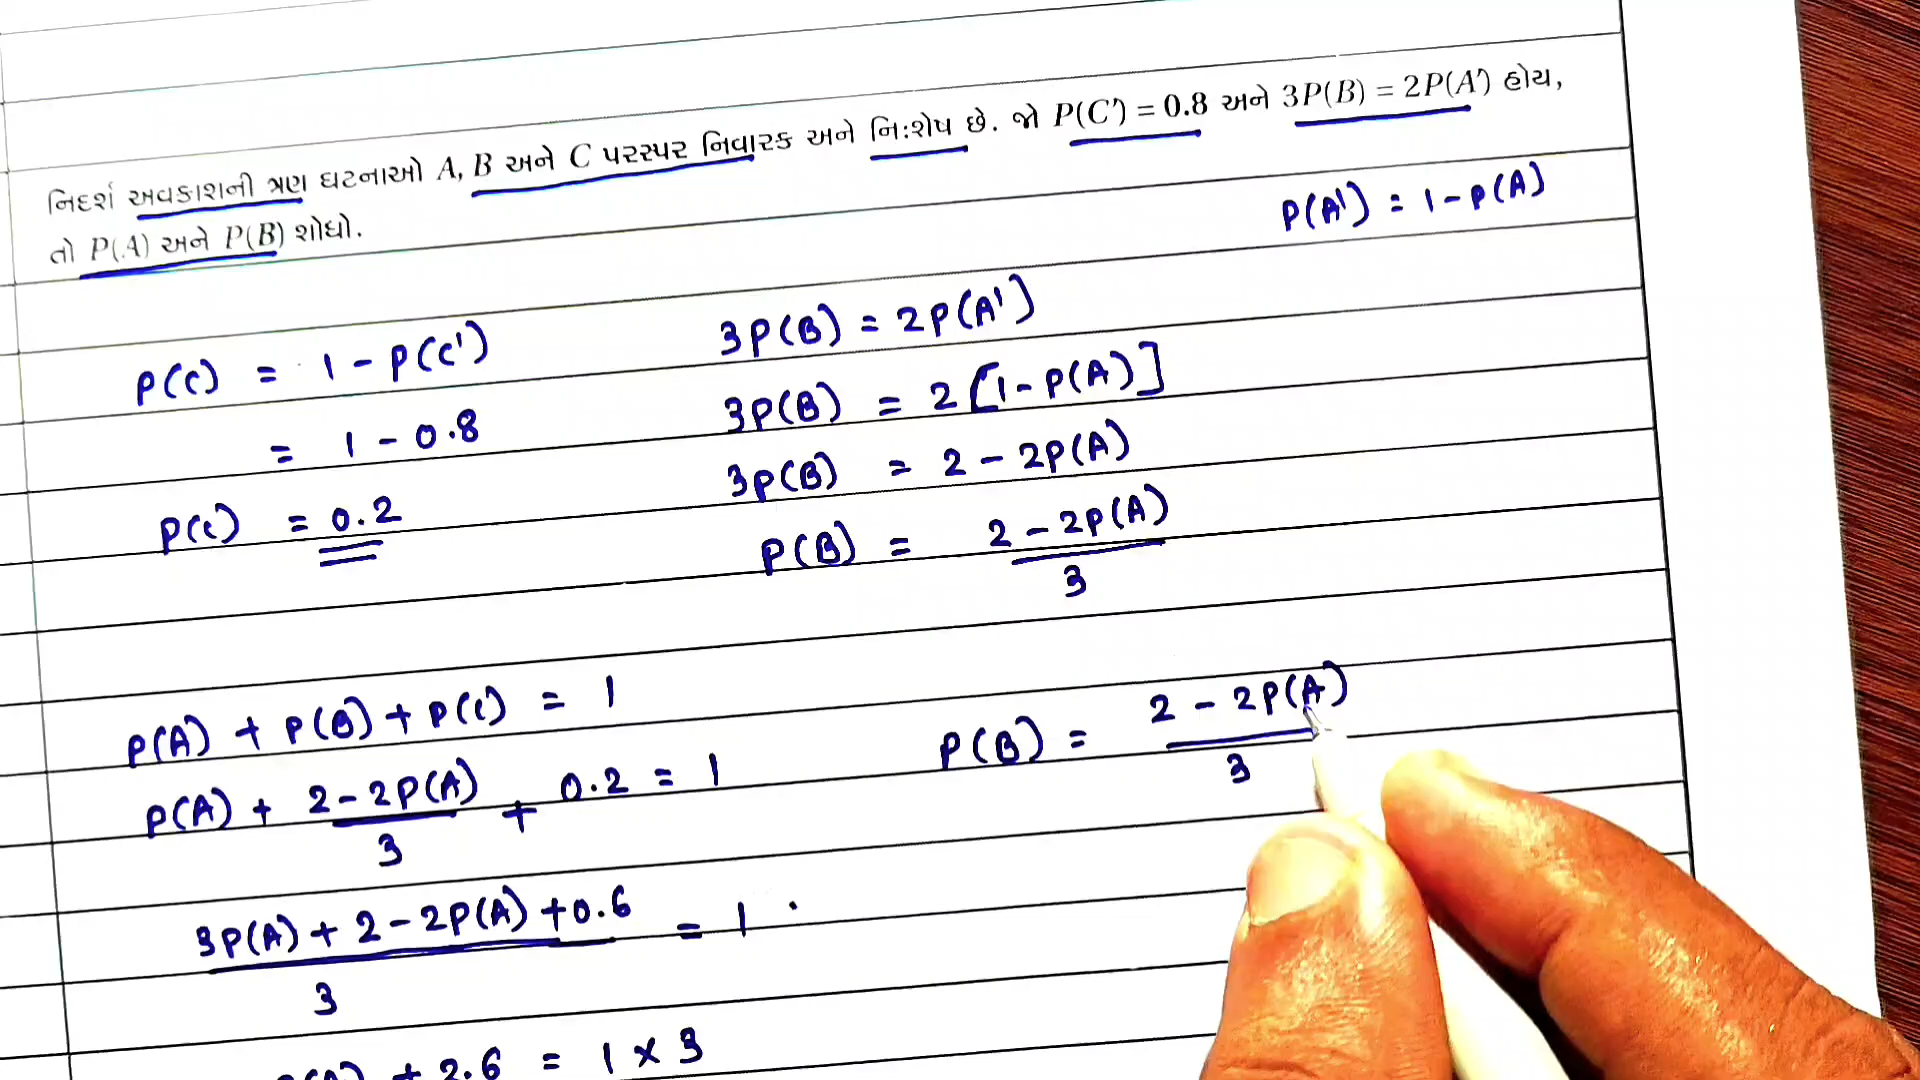 નિદર્શ અવકાશની ત્રણ ઘટનાઓ A, B અને C પરસ્પર નિવારક અને નિઃશેષ છે. જો P(C') = 0.8 અને 3P(B) = 2P(A') હોય,
તો P(A) અને P(B) શોધો.
P(A') = 1 - P(A)
P(C) = 1 - P(C')
= 1 - 0.8
P(C) = 0.2
3P(B) = 2P(A')
3P(B) = 2[1 - P(A)]
3P(B) = 2 - 2P(A)
P(B) = 2 - 2P(A)
3
P(A) + P(B) + P(C) = 1
P(A) + 2 - 2P(A) + 0.2 = 1
3
3P(A) + 2 - 2P(A) + 0.6 = 1
3
P(A) + 2.6 = 1 × 3
P(B) = 2 - 2P(A)
3